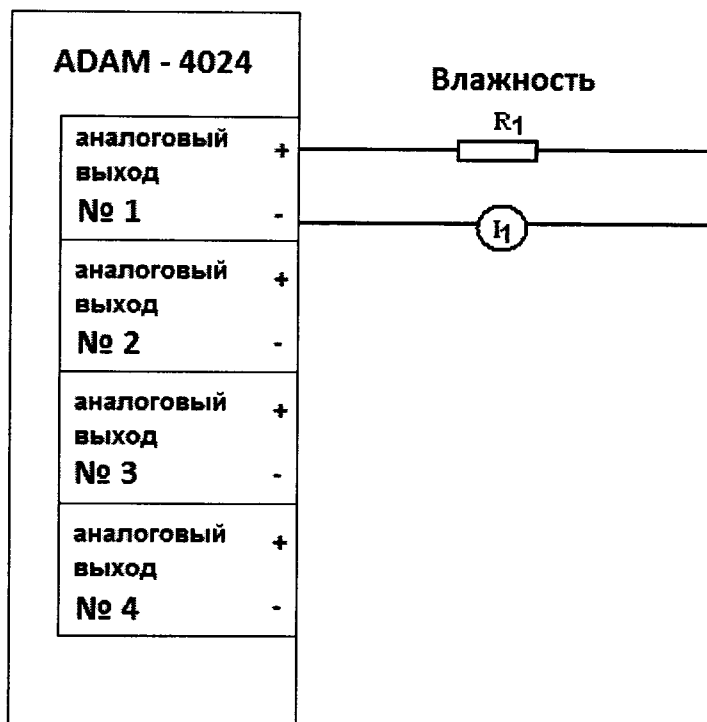 ADAM - 4024
Влажность
R1
аналоговый +
выход
№ 1 -
I1
аналоговый +
выход
№ 2 -
аналоговый +
выход
№ 3 -
аналоговый +
выход
№ 4 -